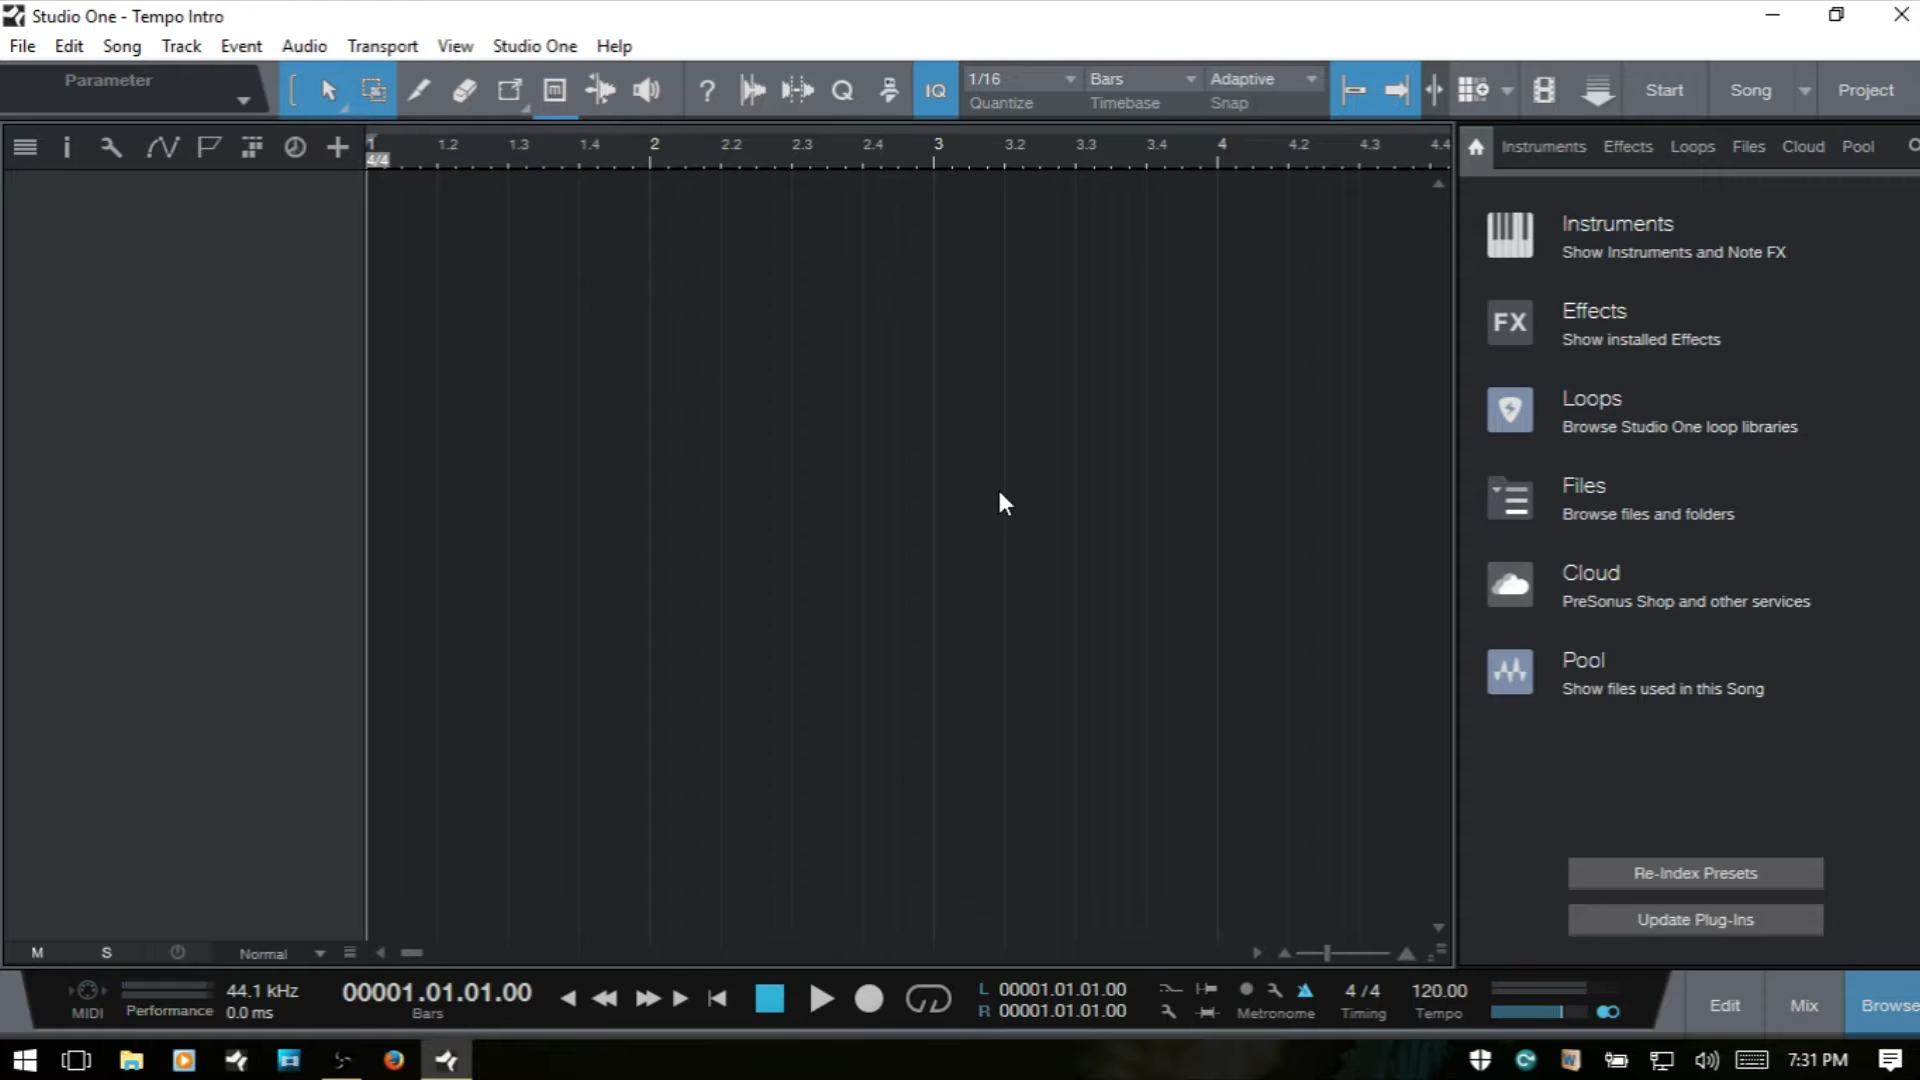 Studio One - Tempo Intro
File Edit Song Track Event Audio Transport View Studio One Help
Parameter
? Q IQ 1/16 Bars Adaptive Start Song Project
Quantize Timebase Snap
i 1 1.2 1.3 1.4 2 2.2 2.3 2.4 3 3.2 3.3 3.4 4 4.2 4.3 4.4
4/4
Instruments Effects Loops Files Cloud Pool
Instruments
Show Instruments and Note FX
FX
Effects
Show installed Effects
Loops
Browse Studio One loop libraries
Files
Browse files and folders
Cloud
PreSonus Shop and other services
Pool
Show files used in this Song
Re-Index Presets
Update Plug-Ins
M S Normal
MIDI
Performance
44.1 kHz
0.0 ms
00001.01.01.00
Bars
L 00001.01.01.00
R 00001.01.01.00
Metronome
4 / 4
Timing
120.00
Tempo
Edit Mix Browse
7:31 PM